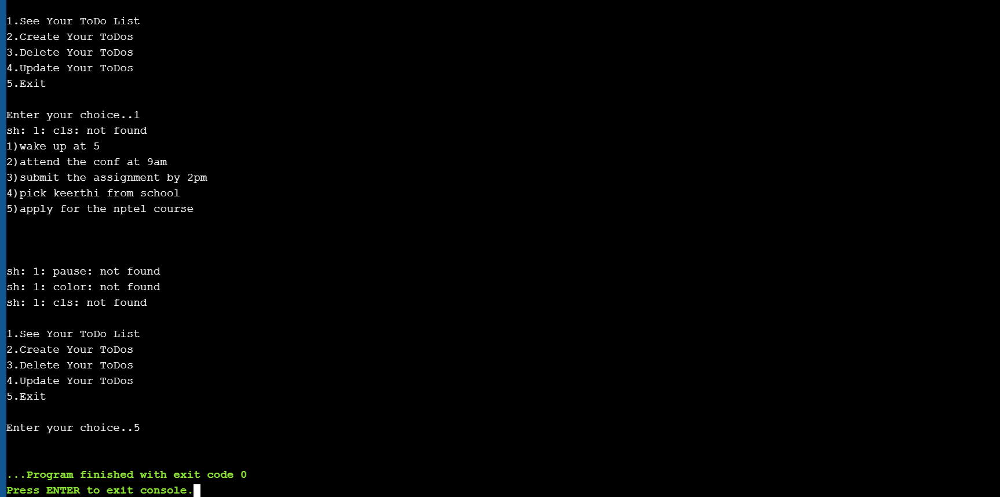 1.See Your ToDo List
2.Create Your ToDos
3.Delete Your ToDos
4.Update Your ToDos
5.Exit
Enter your choice..1
sh: 1: cls: not found
1)wake up at 5
2)attend the conf at 9am
3)submit the assignment by 2pm
4)pick keerthi from school
5)apply for the nptel course
sh: 1: pause: not found
sh: 1: color: not found
sh: 1: cls: not found
1.See Your ToDo List
2.Create Your ToDos
3.Delete Your ToDos
4.Update Your ToDos
5.Exit
Enter your choice..5
...Program finished with exit code 0
Press ENTER to exit console.